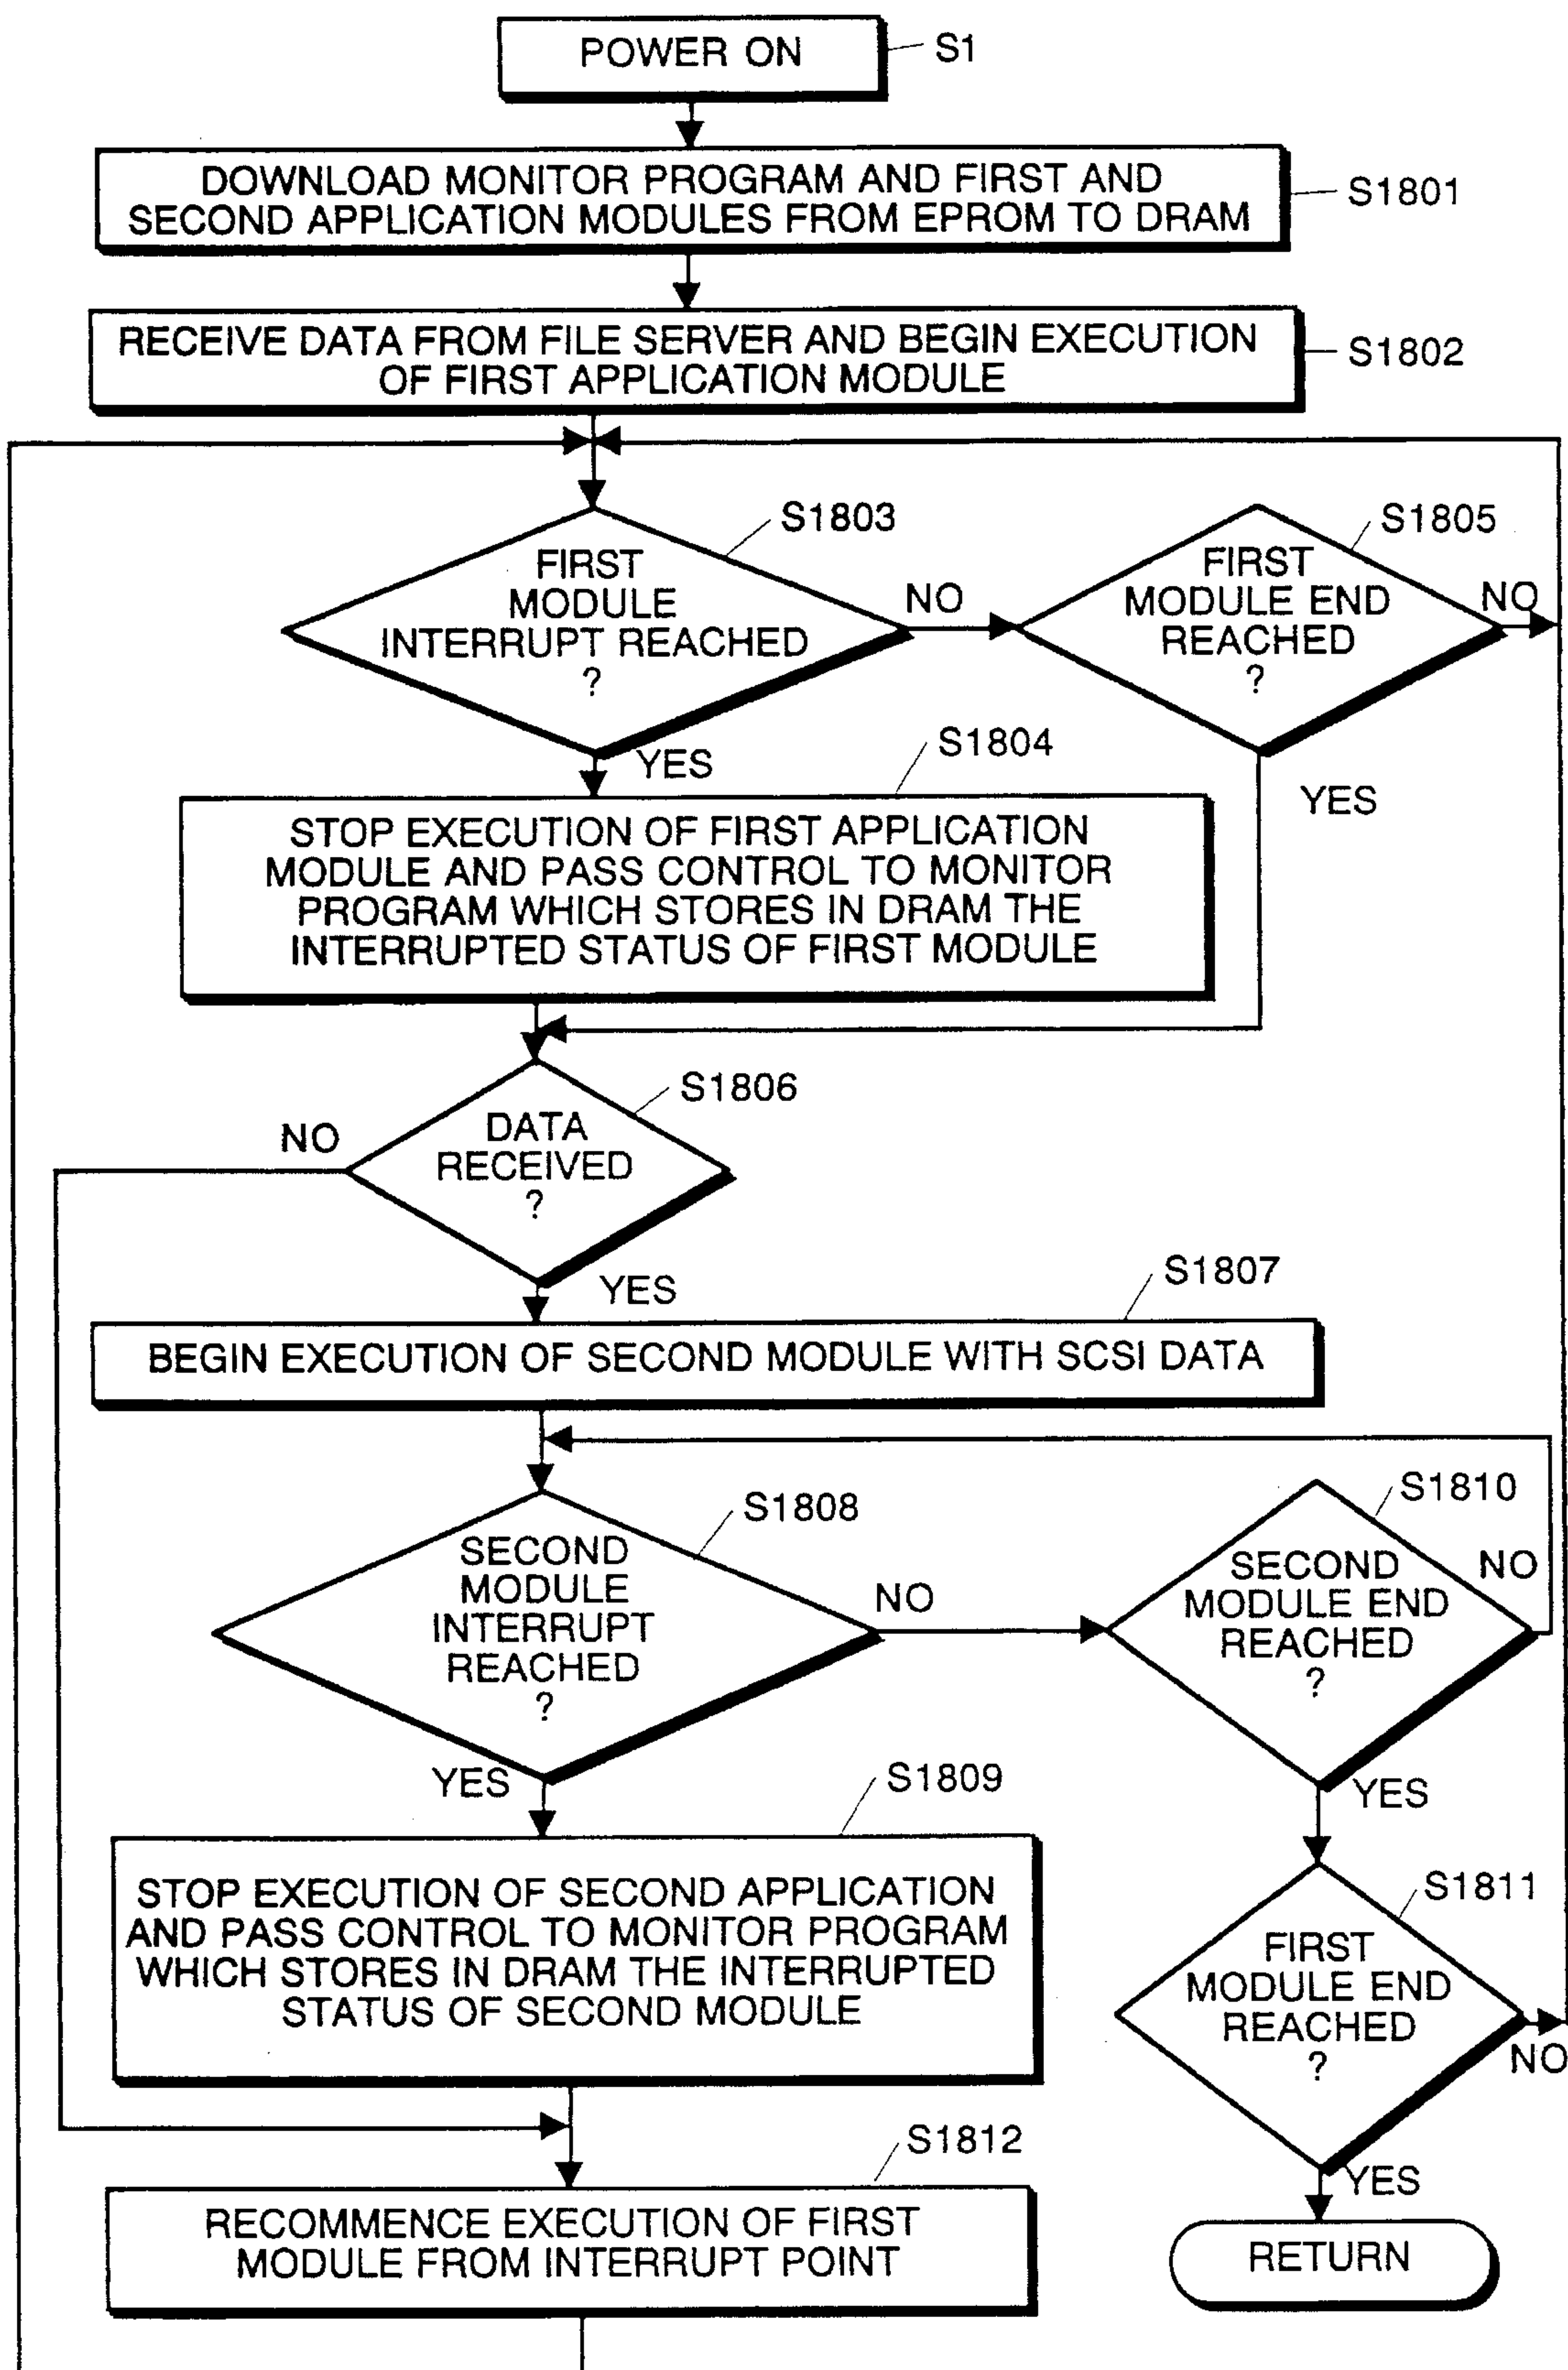 POWER ON
S1
DOWNLOAD MONITOR PROGRAM AND FIRST AND
SECOND APPLICATION MODULES FROM EPROM TO DRAM
S1801
RECEIVE DATA FROM FILE SERVER AND BEGIN EXECUTION
OF FIRST APPLICATION MODULE
S1802
S1803
FIRST
MODULE
INTERRUPT REACHED
?
NO
YES
S1805
FIRST
MODULE END
REACHED
?
NO
YES
S1804
STOP EXECUTION OF FIRST APPLICATION
MODULE AND PASS CONTROL TO MONITOR
PROGRAM WHICH STORES IN DRAM THE
INTERRUPTED STATUS OF FIRST MODULE
S1806
DATA
RECEIVED
?
NO
YES
S1807
BEGIN EXECUTION OF SECOND MODULE WITH SCSI DATA
S1808
SECOND
MODULE
INTERRUPT
REACHED
?
NO
YES
S1810
SECOND
MODULE END
REACHED
?
NO
YES
S1809
STOP EXECUTION OF SECOND APPLICATION
AND PASS CONTROL TO MONITOR PROGRAM
WHICH STORES IN DRAM THE INTERRUPTED
STATUS OF SECOND MODULE
S1811
FIRST
MODULE END
REACHED
?
NO
YES
S1812
RECOMMENCE EXECUTION OF FIRST
MODULE FROM INTERRUPT POINT
RETURN